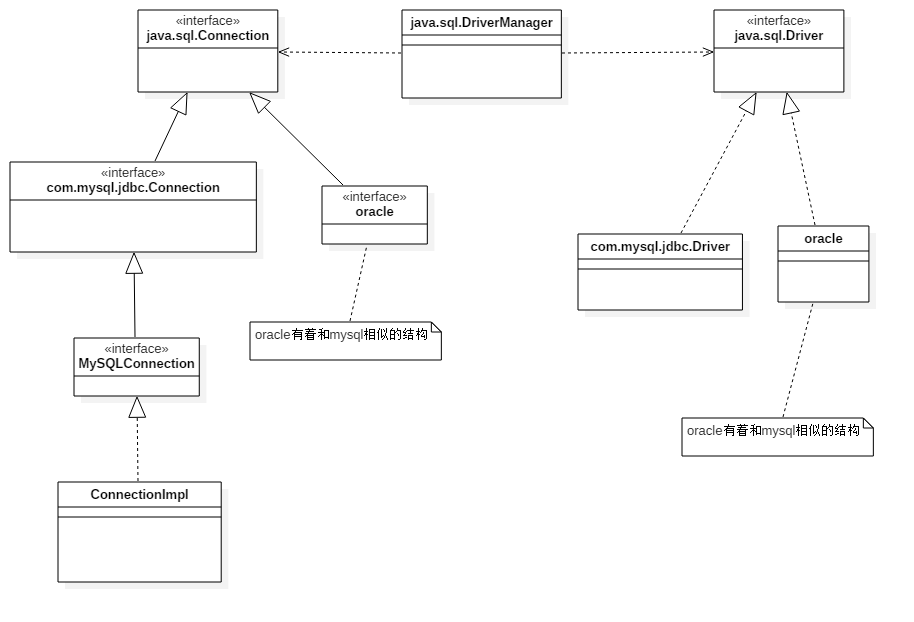 «interface»
java.sql.Connection
java.sql.DriverManager
«interface»
java.sql.Driver
«interface»
com.mysql.jdbc.Connection
«interface»
oracle
com.mysql.jdbc.Driver
oracle
oracle有着和mysql相似的结构
«interface»
MySQLConnection
oracle有着和mysql相似的结构
ConnectionImpl